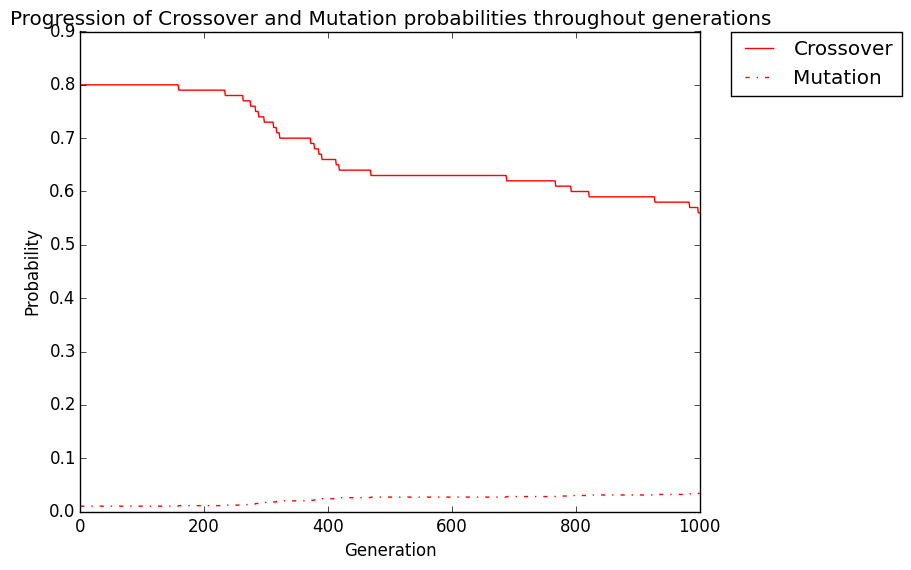 Progression of Crossover and Mutation probabilities throughout generations
0.9
0.8
0.7
0.6
0.5
0.4
0.3
0.2
0.1
0.0
Probability
0 200 400 600 800 1000
Generation
Crossover
Mutation